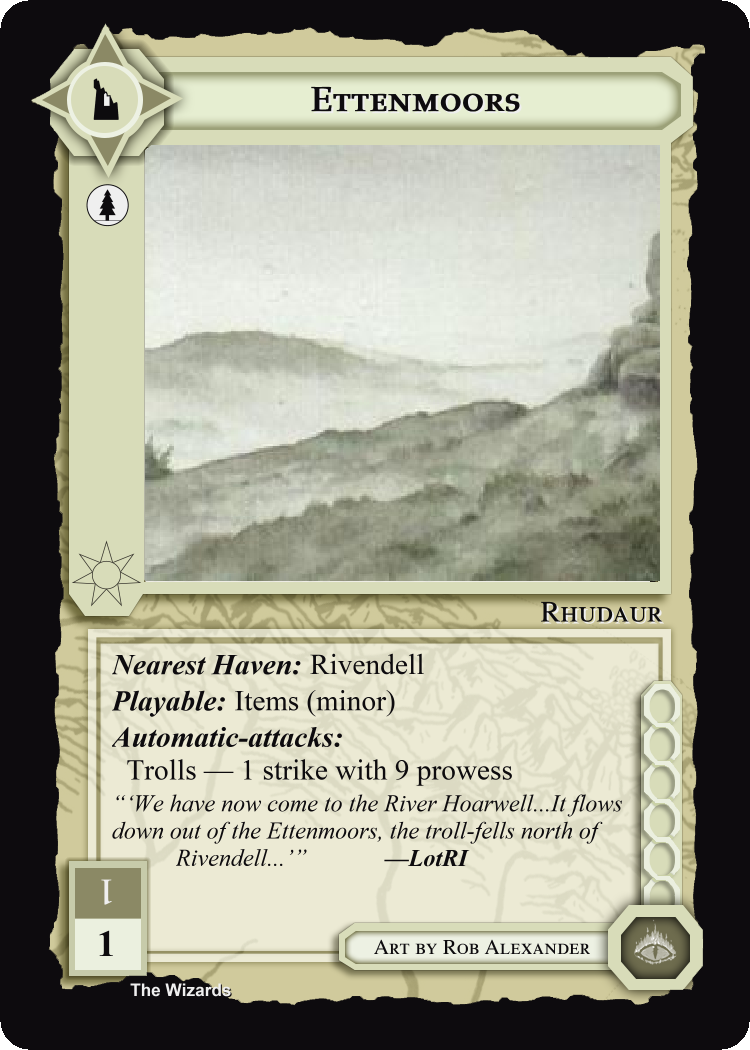 Ettenmoors
Rhudaur
Nearest Haven: Rivendell
Playable: Items (minor)
Automatic-attacks:
Trolls — 1 strike with 9 prowess
“‘We have now come to the River Hoarwell...It flows
down out of the Ettenmoors, the troll-fells north of
Rivendell...’” —LotRI
1
1
Art by Rob Alexander
The Wizards